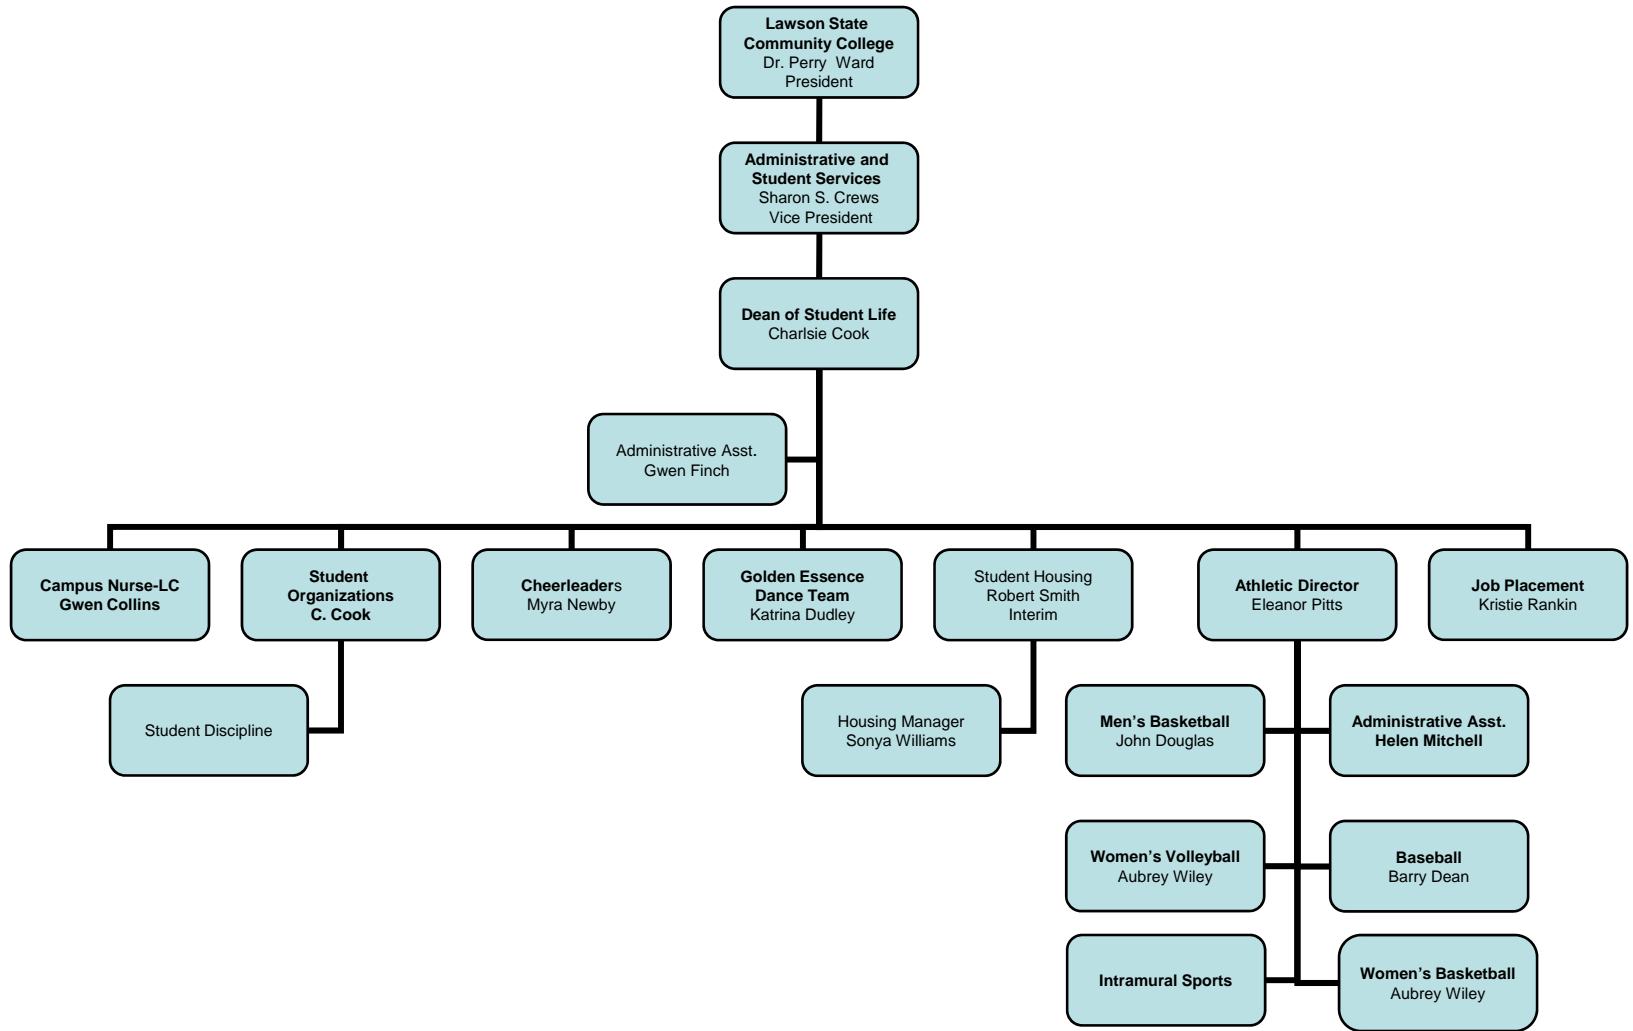 Lawson State
Community College
Dr. Perry Ward
President
Administrative and
Student Services
Sharon S. Crews
Vice President
Dean of Student Life
Charlsie Cook
Administrative Asst.
Gwen Finch
Campus Nurse-LC
Gwen Collins
Student
Organizations
C. Cook
Cheerleaders
Myra Newby
Golden Essence
Dance Team
Katrina Dudley
Student Housing
Robert Smith
Interim
Athletic Director
Eleanor Pitts
Job Placement
Kristie Rankin
Student Discipline
Housing Manager
Sonya Williams
Men’s Basketball
John Douglas
Administrative Asst.
Helen Mitchell
Women’s Volleyball
Aubrey Wiley
Baseball
Barry Dean
Intramural Sports
Women’s Basketball
Aubrey Wiley